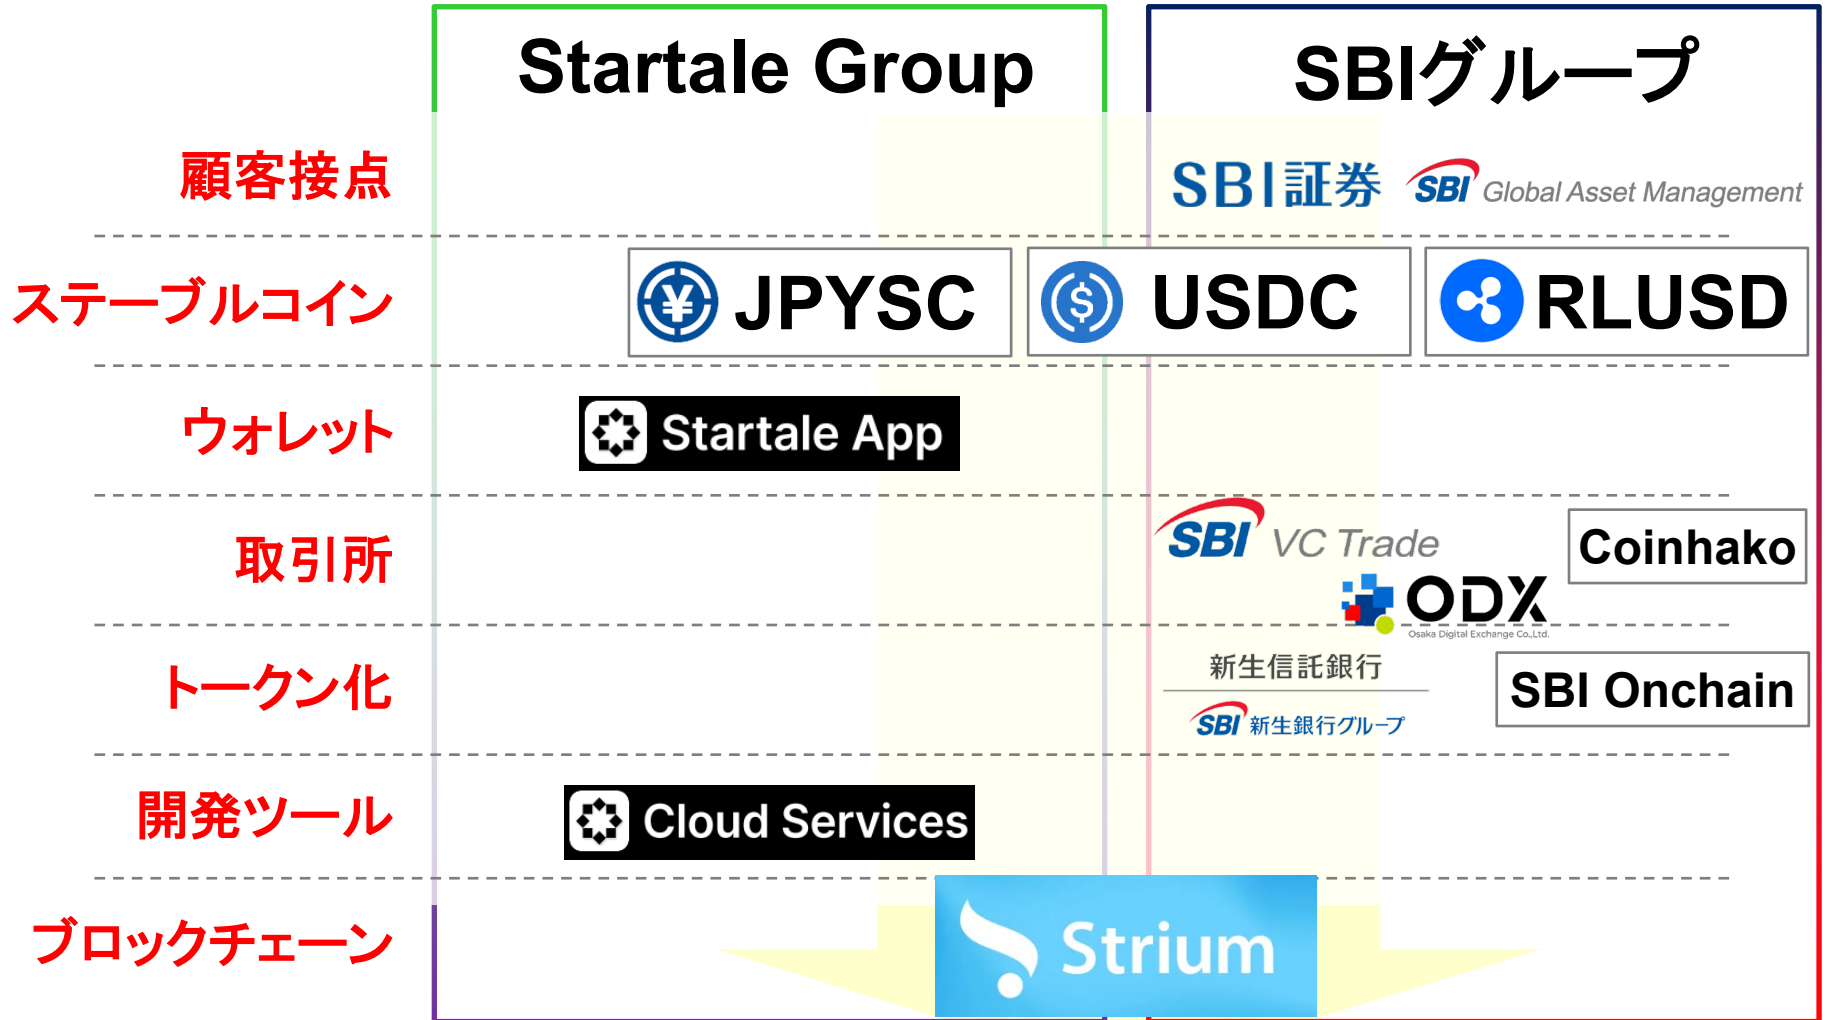 Startale Group
SBIグループ
顧客接点
SBI証券
SBI Global Asset Management
ステーブルコイン
JPYSC
USDC
RLUSD
ウォレット
Startale App
取引所
SBI VC Trade
Coinhako
ODX
Osaka Digital Exchange Co.,Ltd.
トークン化
新生信託銀行
SBI新生銀行グループ
SBI Onchain
開発ツール
Cloud Services
ブロックチェーン
Strium